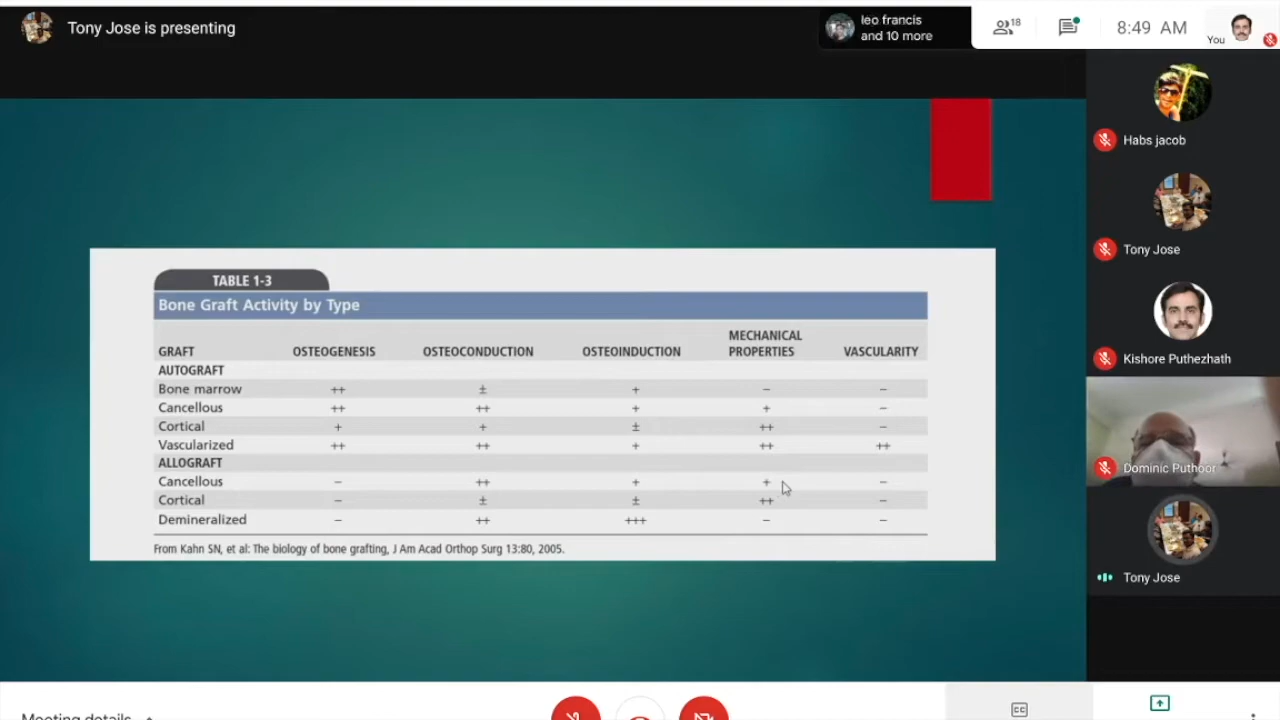 Tony Jose is presenting
leo francis
and 10 more
18
8:49 AM
You
Habs jacob
Tony Jose
Kishore Puthezhath
Dominic Puthoor
Tony Jose
TABLE 1-3
Bone Graft Activity by Type
GRAFT OSTEOGENESIS OSTEOCONDUCTION OSTEOINDUCTION MECHANICAL PROPERTIES VASCULARITY
AUTOGRAFT
Bone marrow ++ ± + – –
Cancellous ++ ++ + + –
Cortical + + ± ++ –
Vascularized ++ ++ + ++ ++
ALLOGRAFT
Cancellous – ++ + + –
Cortical – ± ± ++ –
Demineralized – ++ +++ – –
From Kahn SN, et al: The biology of bone grafting, J Am Acad Orthop Surg 13:80, 2005.
Meeting details
CC